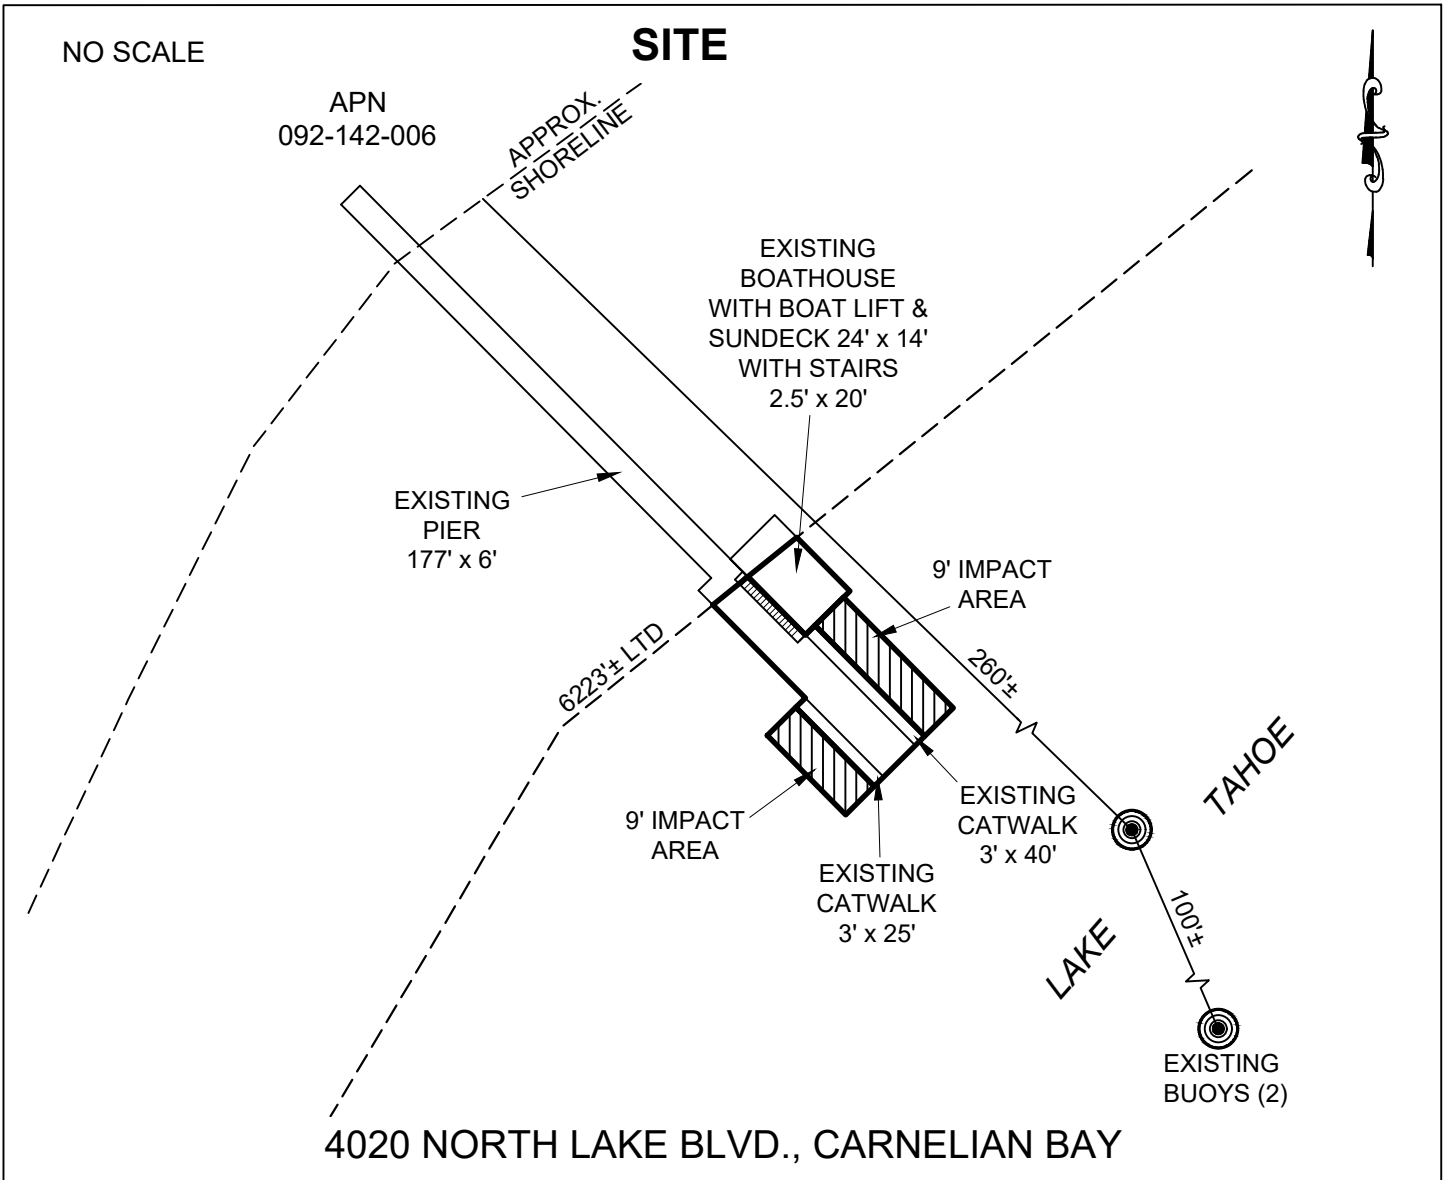 NO SCALE
SITE
APN
092-142-006
APPROX.
SHORELINE
EXISTING
BOATHOUSE
WITH BOAT LIFT &
SUNDECK 24' x 14'
WITH STAIRS
2.5' x 20'
EXISTING
PIER
177' x 6'
9' IMPACT
AREA
6223'± LTD
260'±
TAHOE
9' IMPACT
AREA
EXISTING
CATWALK
3' x 40'
EXISTING
CATWALK
3' x 25'
100'±
LAKE
EXISTING
BUOYS (2)
4020 NORTH LAKE BLVD., CARNELIAN BAY